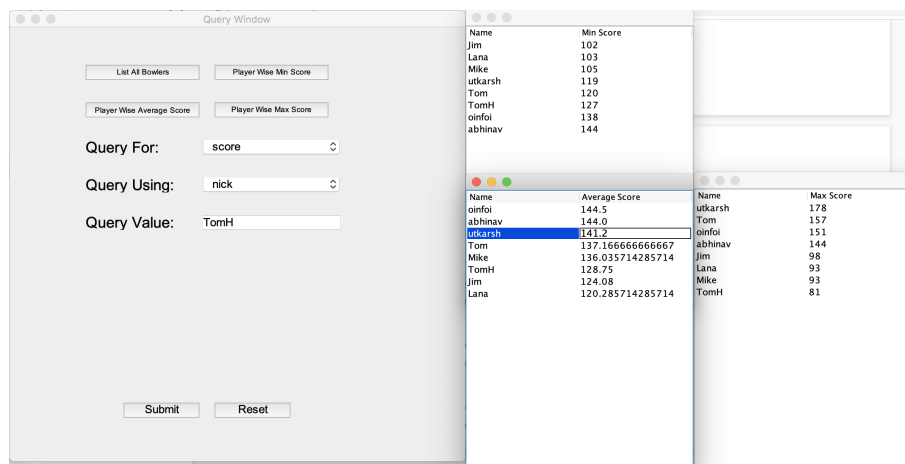 Query Window
List All Bowlers Player Wise Min Score
Player Wise Average Score Player Wise Max Score
Query For: score
Query Using: nick
Query Value: TomH
Submit Reset
Name Min Score
Jim 102
Lana 103
Mike 105
utkarsh 119
Tom 120
TomH 127
oinfoi 138
abhinav 144
Name Average Score
oinfoi 144.5
abhinav 144.0
utkarsh 141.2
Tom 137.166666666667
Mike 136.035714285714
TomH 128.75
Jim 124.08
Lana 120.285714285714
Name Max Score
utkarsh 178
Tom 157
oinfoi 151
abhinav 144
Jim 98
Lana 93
Mike 93
TomH 81